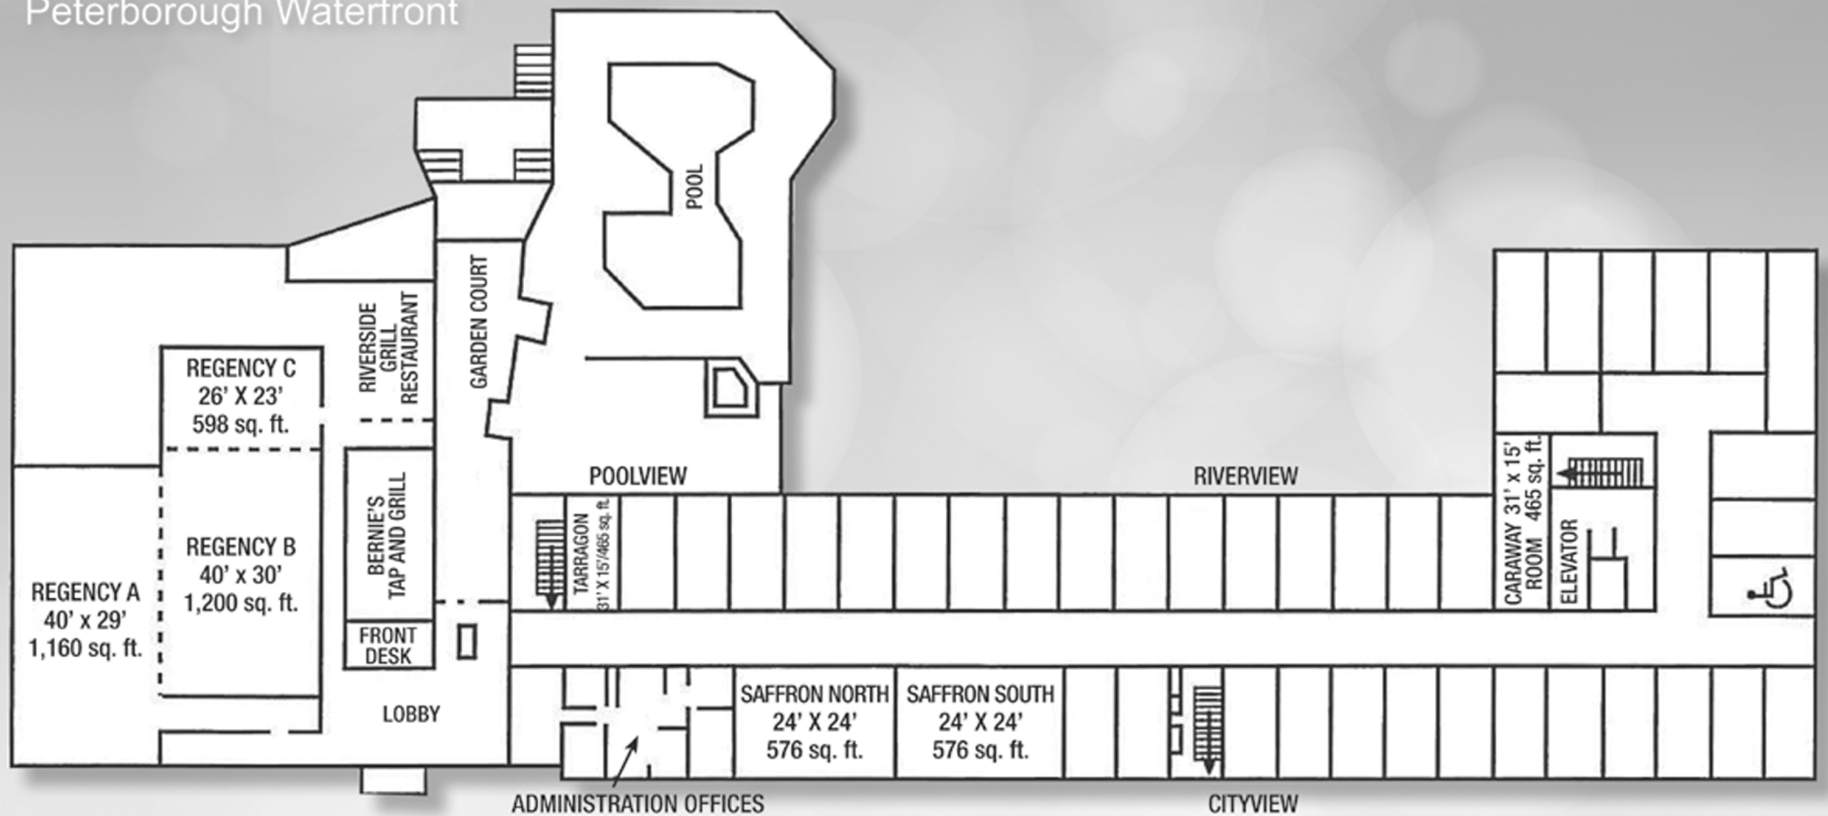 Peterborough Waterfront
POOL
GARDEN COURT
RIVERSIDE
GRILL
RESTAURANT
REGENCY C
26' X 23'
598 sq. ft.
BERNIE'S
TAP AND GRILL
REGENCY B
40' x 30'
1,200 sq. ft.
REGENCY A
40' x 29'
1,160 sq. ft.
FRONT
DESK
LOBBY
POOLVIEW
RIVERVIEW
TARRAGON
31' X 15'/465 sq. ft.
CARAWAY 31' x 15'
ROOM 465 sq. ft.
ELEVATOR
SAFFRON NORTH
24' X 24'
576 sq. ft.
SAFFRON SOUTH
24' X 24'
576 sq. ft.
ADMINISTRATION OFFICES
CITYVIEW